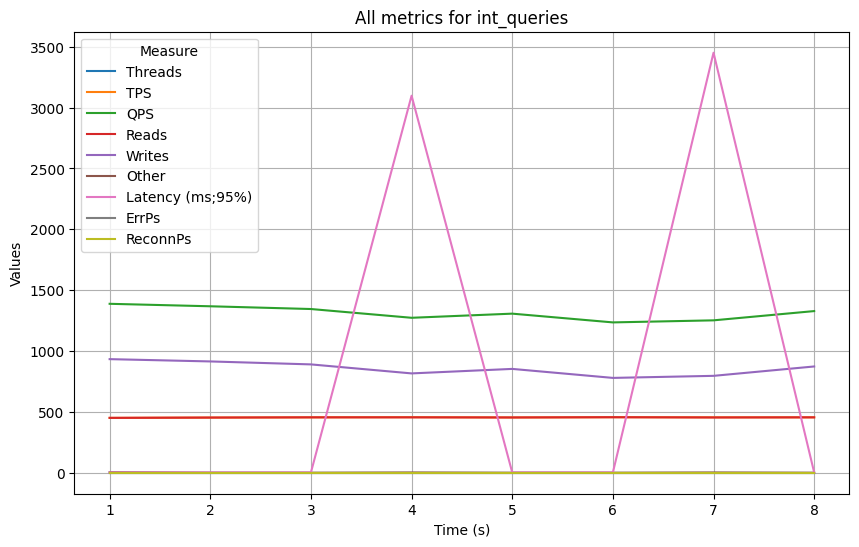 All metrics for int_queries
Measure
Threads
TPS
QPS
Reads
Writes
Other
Latency (ms;95%)
ErrPs
ReconnPs
Values
3500
3000
2500
2000
1500
1000
500
0
1 2 3 4 5 6 7 8
Time (s)